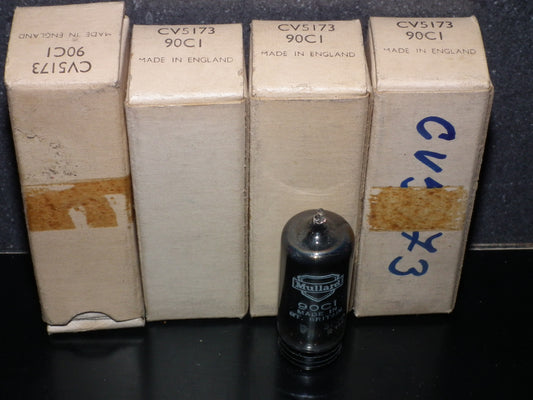 CV5173
90C1
MADE IN ENGLAND
CV5173
90C1
MADE IN ENGLAND
CV5173
90C1
MADE IN ENGLAND
CV5173
90C1
MADE IN ENGLAND
Mullard
90C1
MADE IN
GT. BRITAIN